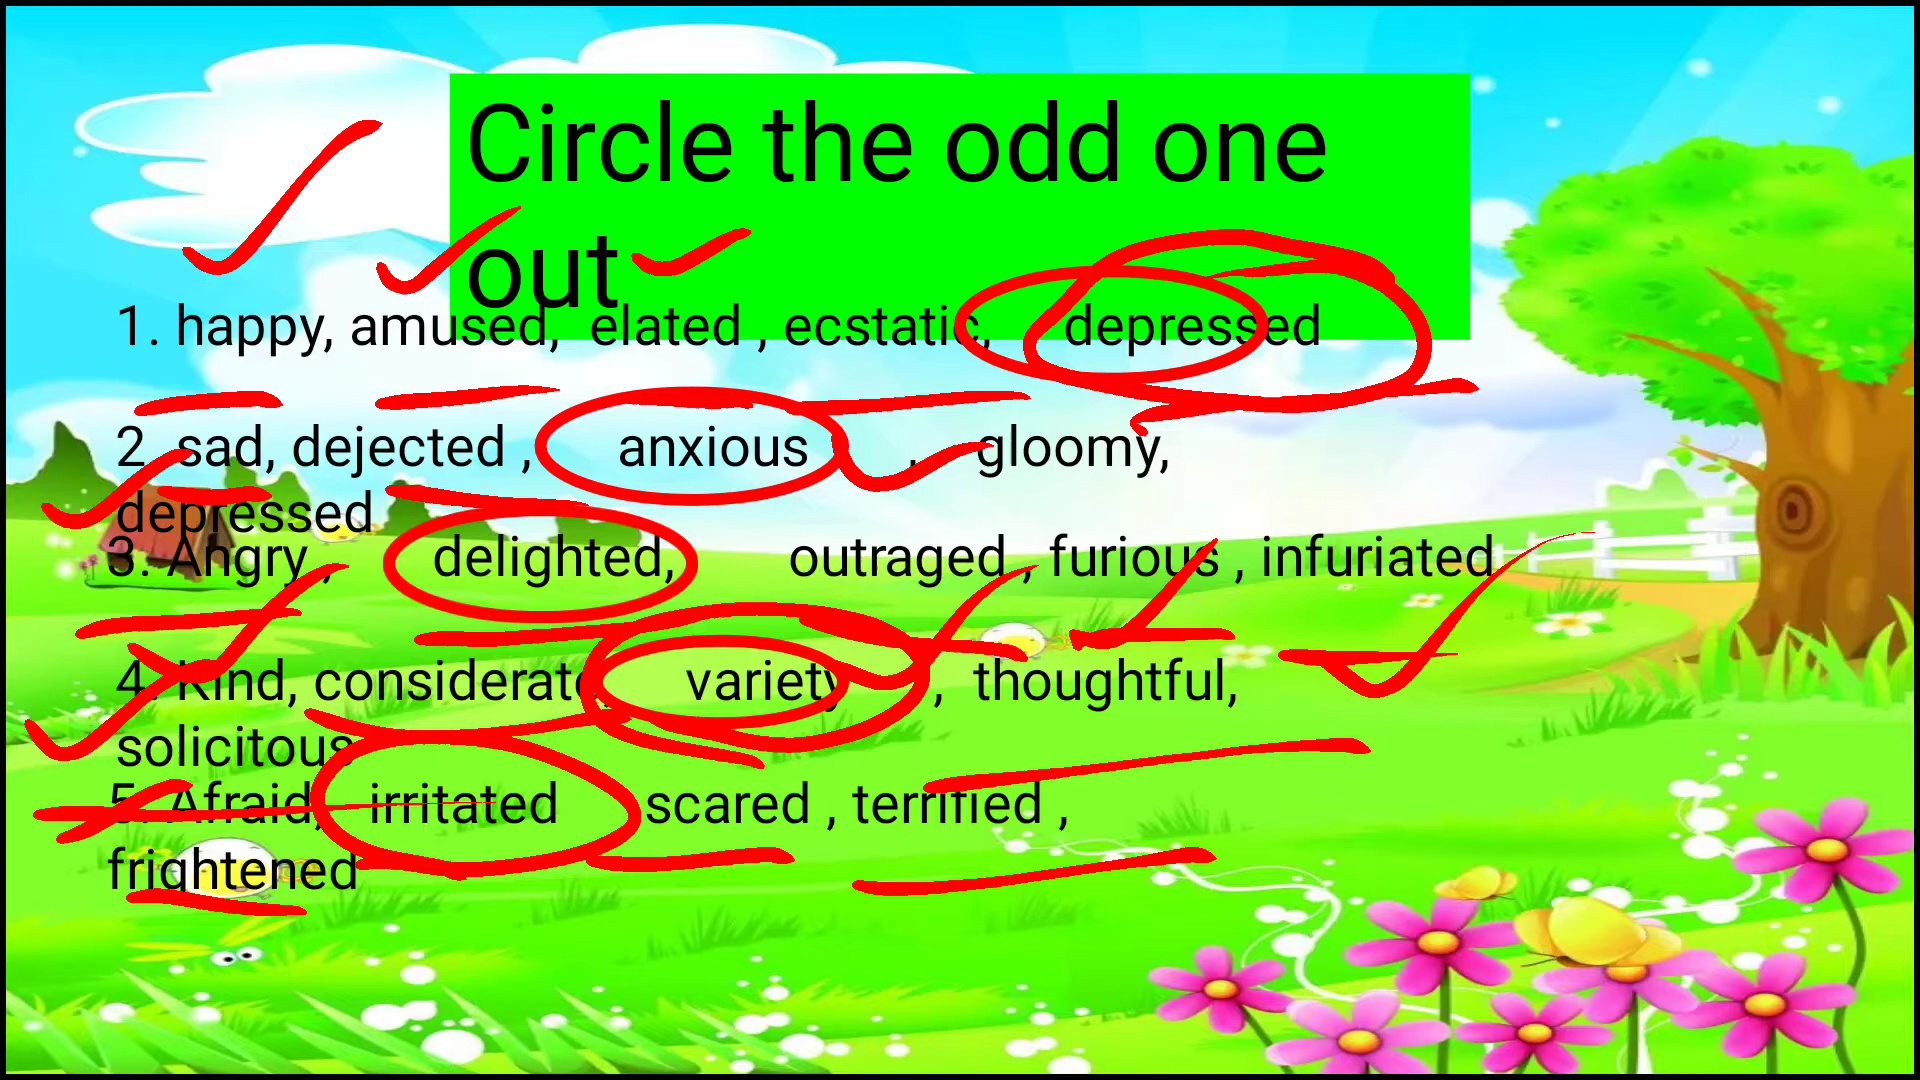 Circle the odd one
out
1. happy, amused, elated , ecstatic, depressed
2. sad, dejected , anxious , gloomy,
depressed
3. Angry , delighted, outraged , furious , infuriated
4. Kind, considerate, variety , thoughtful,
solicitous
5. Afraid, irritated scared , terrified ,
frightened